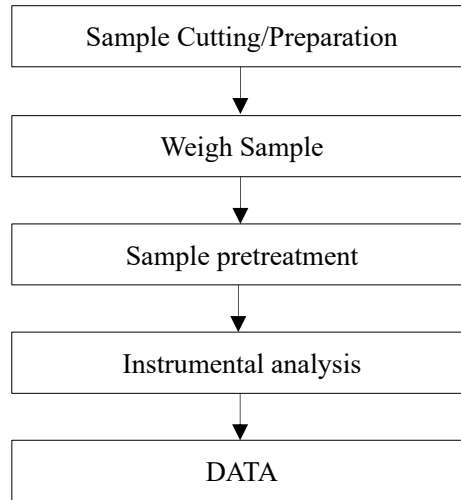 Sample Cutting/Preparation
Weigh Sample
Sample pretreatment
Instrumental analysis
DATA